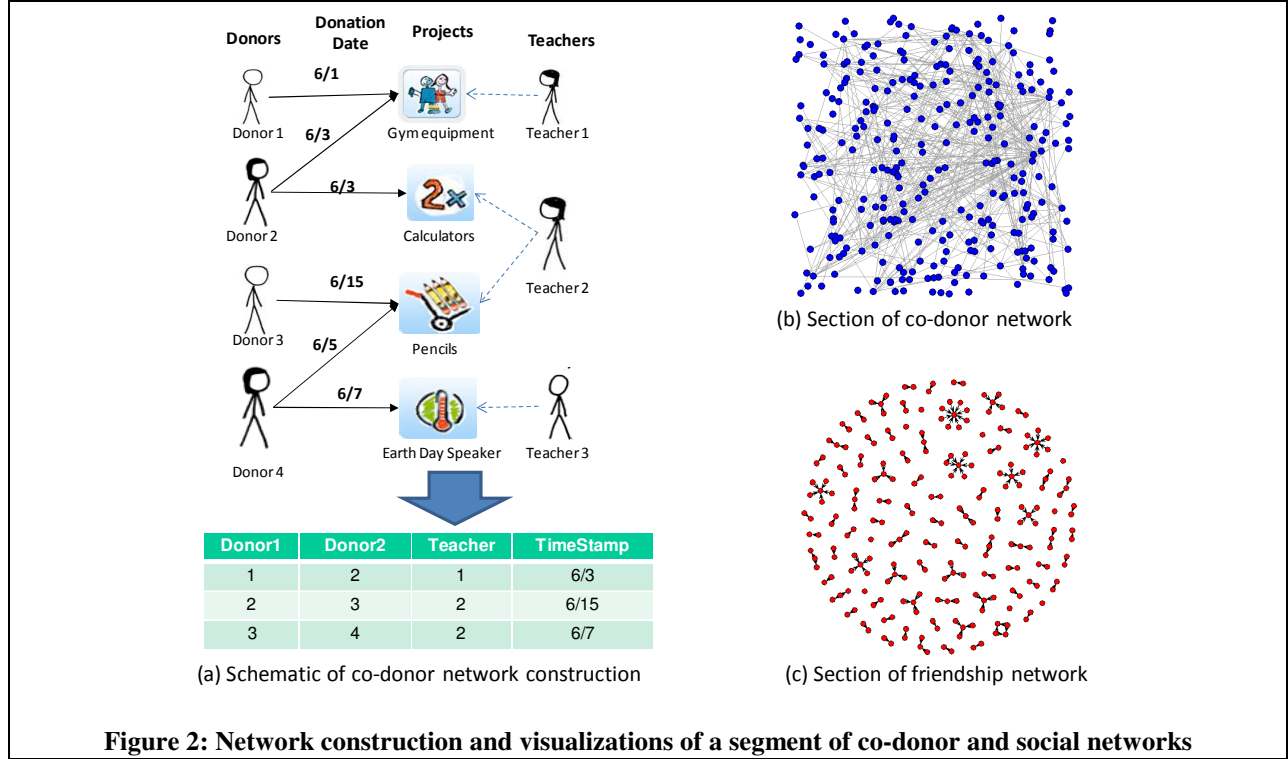 Donors
Donation
Date
Projects
Teachers
6/1
Donor 1
Gym equipment
Teacher 1
6/3
6/3
Donor 2
Calculators
Teacher 2
6/15
Donor 3
6/5
Pencils
6/7
Donor 4
Earth Day Speaker
Teacher 3
Donor1 Donor2 Teacher TimeStamp
1 2 1 6/3
2 3 2 6/15
3 4 2 6/7
(a) Schematic of co-donor network construction
(b) Section of co-donor network
(c) Section of friendship network
Figure 2: Network construction and visualizations of a segment of co-donor and social networks
2x